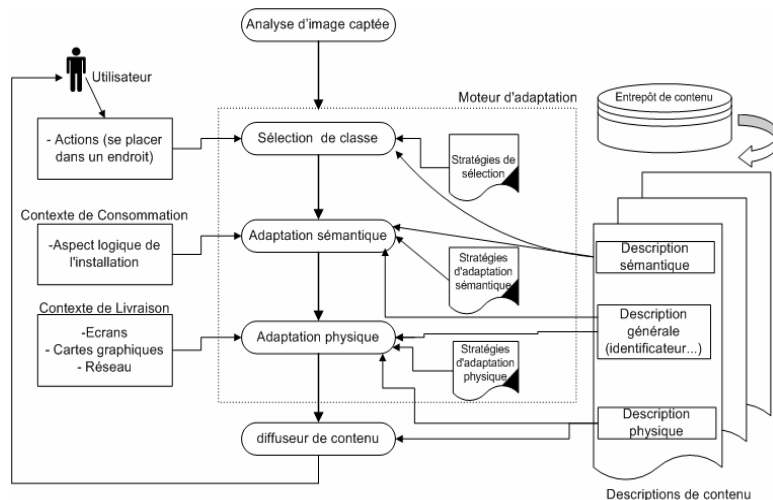 Analyse d'image captée
Utilisateur
Moteur d'adaptation
Entrepôt de contenu
- Actions (se placer
dans un endroit)
Sélection de classe
Stratégies de
sélection
Contexte de Consommation
-Aspect logique de
l'installation
Adaptation sémantique
Stratégies
d'adaptation
sémantique
Description
sémantique
Contexte de Livraison
-Ecrans
- Cartes graphiques
- Réseau
Adaptation physique
Stratégies
d'adaptation
physique
Description
générale
(identificateur...)
diffuseur de contenu
Description
physique
Descriptions de contenu